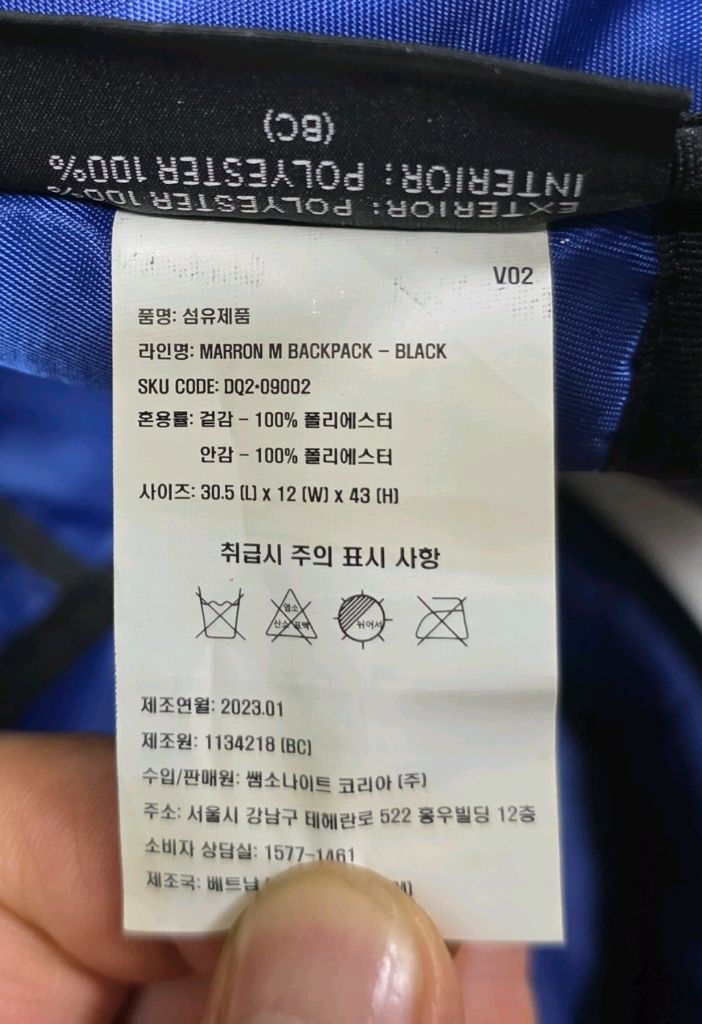 (BC)
INTERIOR: POLYESTER 100%
EXTERIOR: POLYESTER 100%
V02
품명: 섬유제품
라인명: MARRON M BACKPACK - BLACK
SKU CODE: DQ2*09002
혼용률: 겉감 - 100% 폴리에스터
안감 - 100% 폴리에스터
사이즈: 30.5 (L) x 12 (W) x 43 (H)
취급시 주의 표시 사항
염소
산소 표백
뉘어서
제조연월: 2023.01
제조원: 1134218 (BC)
수입/판매원: 쌤소나이트 코리아 (주)
주소: 서울시 강남구 테헤란로 522 홍우빌딩 12층
소비자 상담실: 1577-1461
제조국: 베트남